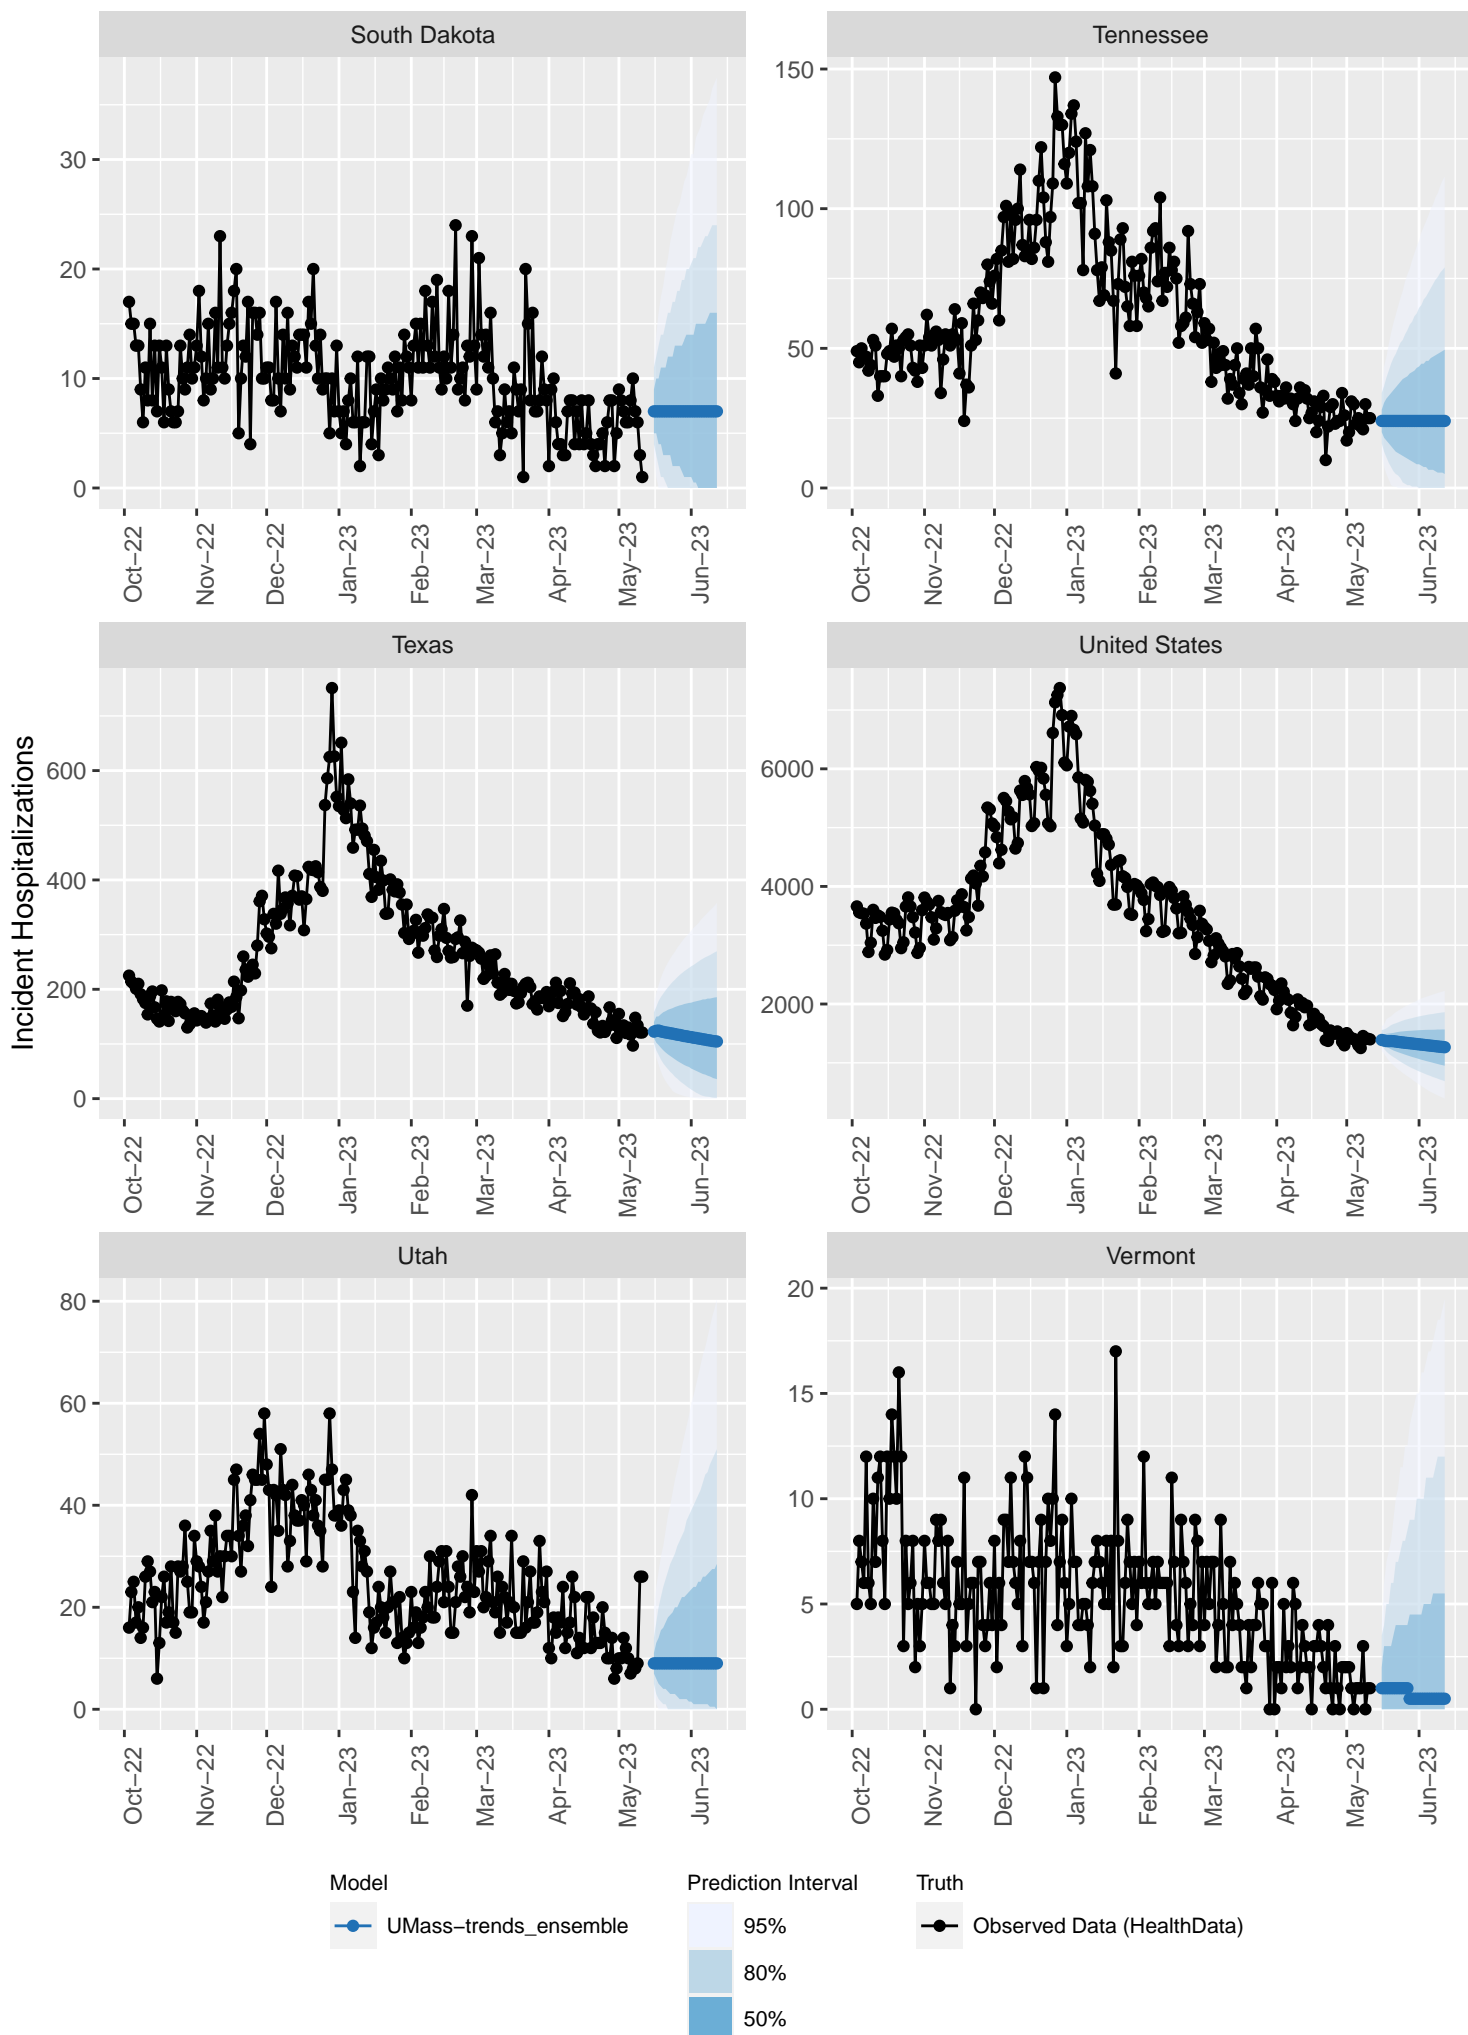 South Dakota
Tennessee
30
20
10
0
150
100
50
0
Oct−22
Nov−22
Dec−22
Jan−23
Feb−23
Mar−23
Apr−23
May−23
Jun−23
Oct−22
Nov−22
Dec−22
Jan−23
Feb−23
Mar−23
Apr−23
May−23
Jun−23
Incident Hospitalizations
Texas
United States
600
400
200
0
6000
4000
2000
Oct−22
Nov−22
Dec−22
Jan−23
Feb−23
Mar−23
Apr−23
May−23
Jun−23
Oct−22
Nov−22
Dec−22
Jan−23
Feb−23
Mar−23
Apr−23
May−23
Jun−23
Utah
Vermont
80
60
40
20
0
20
15
10
5
0
Oct−22
Nov−22
Dec−22
Jan−23
Feb−23
Mar−23
Apr−23
May−23
Jun−23
Oct−22
Nov−22
Dec−22
Jan−23
Feb−23
Mar−23
Apr−23
May−23
Jun−23
Model
UMass−trends_ensemble
Prediction Interval
95%
80%
50%
Truth
Observed Data (HealthData)